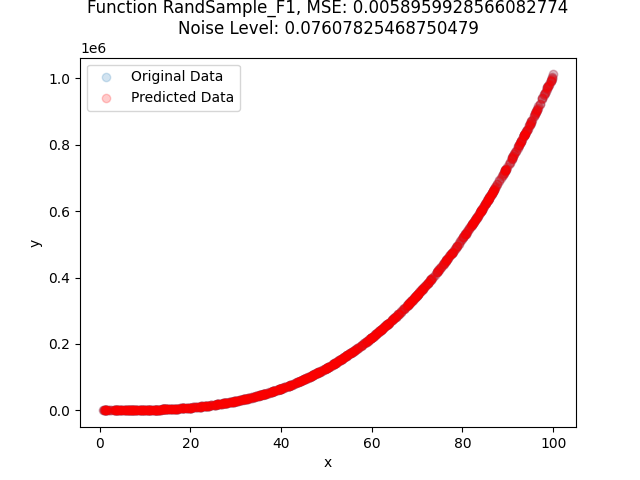 Function RandSample_F1, MSE: 0.0058959928566082774
Noise Level: 0.07607825468750479
1e6
Original Data
Predicted Data
1.0
0.8
0.6
0.4
0.2
0.0
y
0 20 40 60 80 100
x